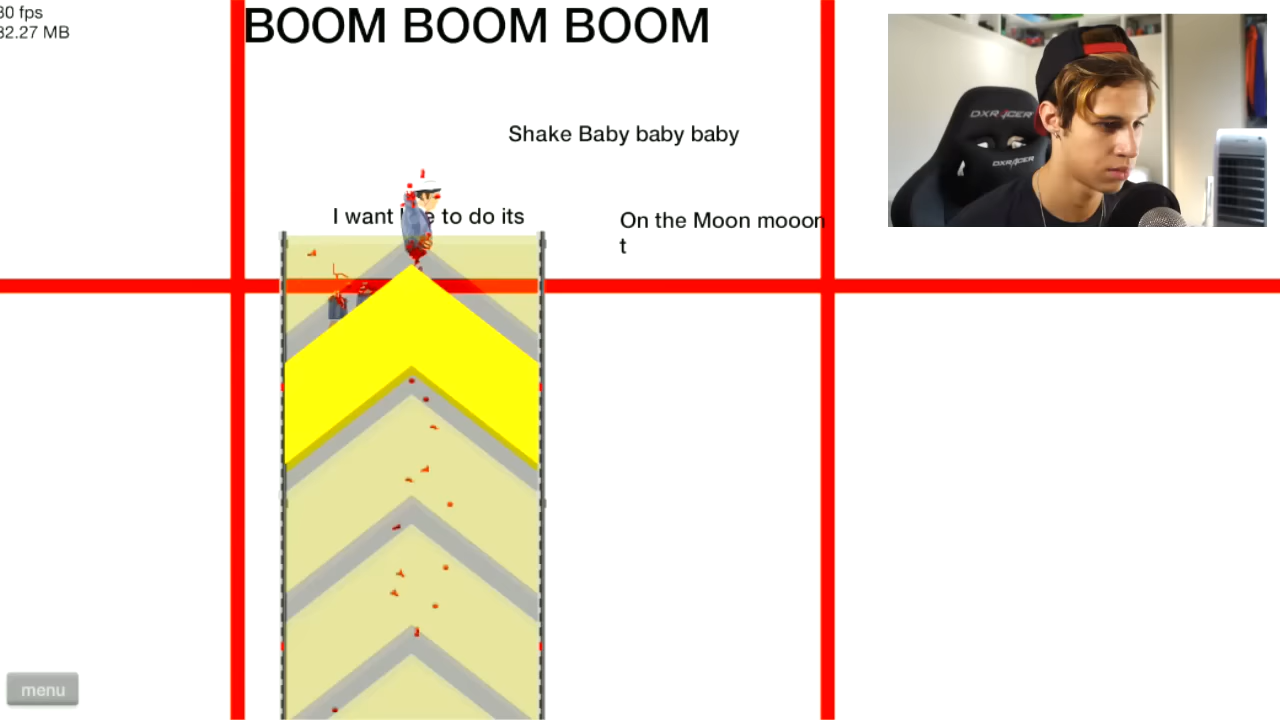 30 fps
32.27 MB
BOOM BOOM BOOM
DXRACER
DXRACER
Shake Baby baby baby
to do its
I want
On the Moon mooon
t
menu